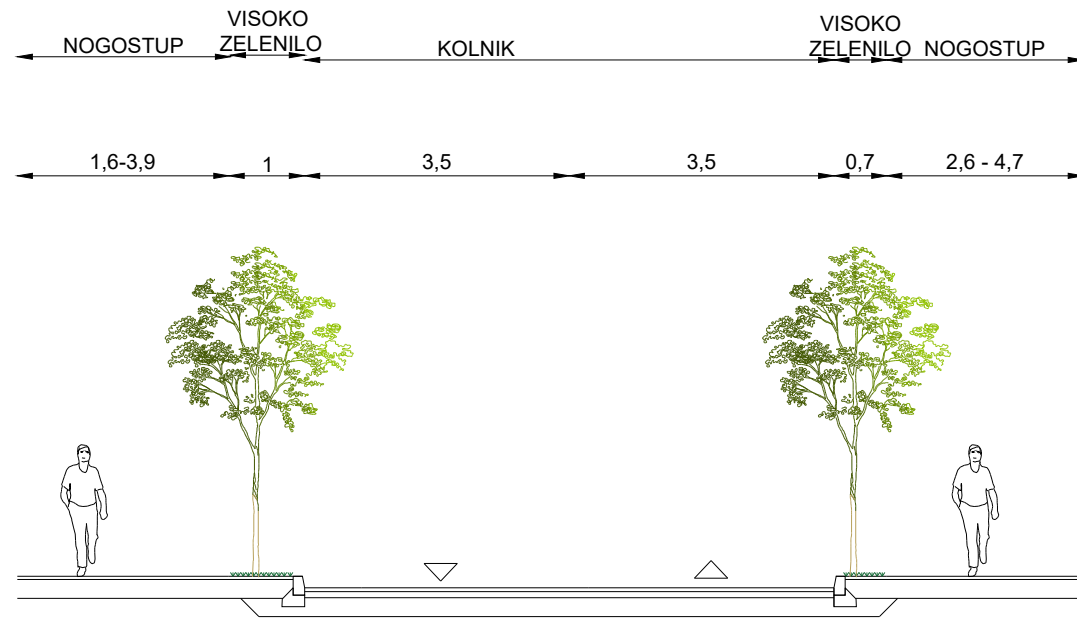 NOGOSTUP
VISOKO
ZELENILO
KOLNIK
VISOKO
ZELENILO
NOGOSTUP
1,6-3,9
1
3,5
3,5
0,7
2,6 - 4,7